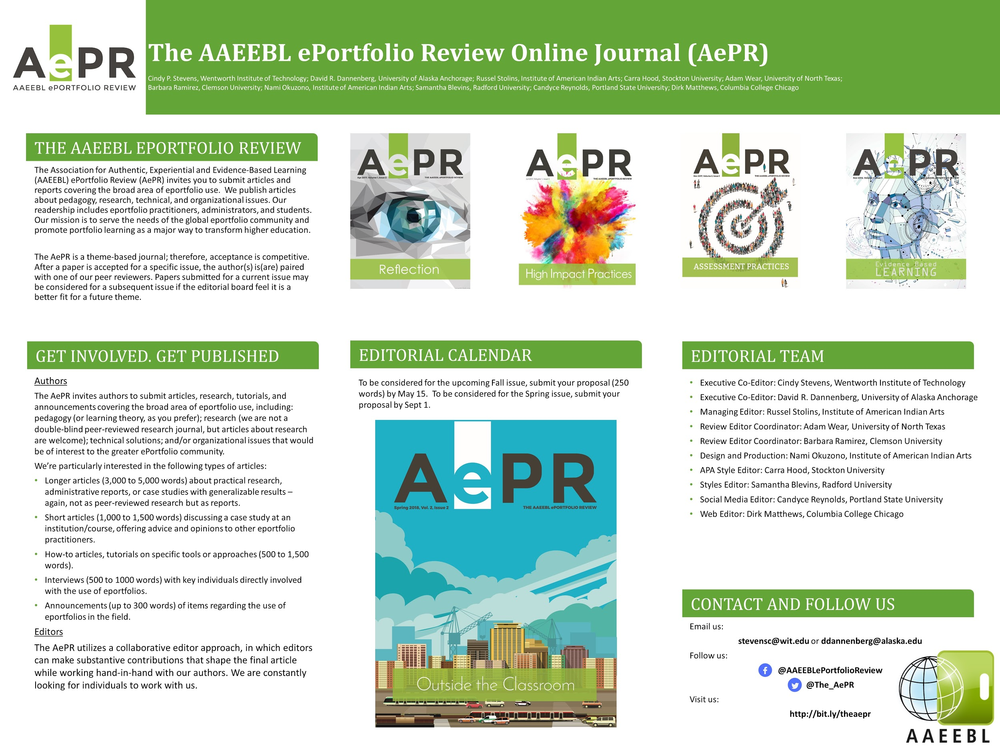 AePR
AAEEBL ePORTFOLIO REVIEW
The AAEEBL ePortfolio Review Online Journal (AePR)
Cindy P. Stevens, Wentworth Institute of Technology; David R. Dannenberg, University of Alaska Anchorage; Russel Stolins, Institute of American Indian Arts; Carra Hood, Stockton University; Adam Wear, University of North Texas;
Barbara Ramirez, Clemson University; Nami Okuzono, Institute of American Indian Arts; Samantha Blevins, Radford University; Candyce Reynolds, Portland State University; Dirk Matthews, Columbia College Chicago
THE AAEEBL EPORTFOLIO REVIEW
The Association for Authentic, Experiential and Evidence-Based Learning
(AAEEBL) ePortfolio Review (AePR) invites you to submit articles and
reports covering the broad area of eportfolio use.  We publish articles
about pedagogy, research, technical, and organizational issues. Our
readership includes eportfolio practitioners, administrators, and students.
Our mission is to serve the needs of the global eportfolio community and
promote portfolio learning as a major way to transform higher education.
The AePR is a theme-based journal; therefore, acceptance is competitive.
After a paper is accepted for a specific issue, the author(s) is(are) paired
with one of our peer reviewers. Papers submitted for a current issue may
be considered for a subsequent issue if the editorial board feel it is a
better fit for a future theme.
AePR
Apr 2017, Volume 1, Issue 2
THE AAEEBL ePORTFOLIO REVIEW
Reflection
AePR
Jul 2017, Volume 1, Issue 3
THE AAEEBL ePORTFOLIO REVIEW
High Impact Practices
AePR
Nov 2017, Volume 2, Issue 1
THE AAEEBL ePORTFOLIO REVIEW
ASSESSMENT PRACTICES
AePR
Nov 2016, Volume 1, Issue 1
THE AAEEBL ePORTFOLIO REVIEW
Evidence Based
LEARNING
GET INVOLVED. GET PUBLISHED
Authors
The AePR invites authors to submit articles, research, tutorials, and
announcements covering the broad area of eportfolio use, including:
pedagogy (or learning theory, as you prefer); research (we are not a
double-blind peer-reviewed research journal, but articles about research
are welcome); technical solutions; and/or organizational issues that would
be of interest to the greater ePortfolio community.
We're particularly interested in the following types of articles:
• Longer articles (3,000 to 5,000 words) about practical research,
administrative reports, or case studies with generalizable results –
again, not as peer-reviewed research but as reports.
• Short articles (1,000 to 1,500 words) discussing a case study at an
institution/course, offering advice and opinions to other eportfolio
practitioners.
• How-to articles, tutorials on specific tools or approaches (500 to 1,500
words).
• Interviews (500 to 1000 words) with key individuals directly involved
with the use of eportfolios.
• Announcements (up to 300 words) of items regarding the use of
eportfolios in the field.
Editors
The AePR utilizes a collaborative editor approach, in which editors
can make substantive contributions that shape the final article
while working hand-in-hand with our authors. We are constantly
looking for individuals to work with us.
EDITORIAL CALENDAR
To be considered for the upcoming Fall issue, submit your proposal (250
words) by May 15.  To be considered for the Spring issue, submit your
proposal by Sept 1.
AePR
Spring 2018, Vol. 2, Issue 2
THE AAEEBL ePORTFOLIO REVIEW
Outside the Classroom
EDITORIAL TEAM
• Executive Co-Editor: Cindy Stevens, Wentworth Institute of Technology
• Executive Co-Editor: David R. Dannenberg, University of Alaska Anchorage
• Managing Editor: Russel Stolins, Institute of American Indian Arts
• Review Editor Coordinator: Adam Wear, University of North Texas
• Review Editor Coordinator: Barbara Ramirez, Clemson University
• Design and Production: Nami Okuzono, Institute of American Indian Arts
• APA Style Editor: Carra Hood, Stockton University
• Styles Editor: Samantha Blevins, Radford University
• Social Media Editor: Candyce Reynolds, Portland State University
• Web Editor: Dirk Matthews, Columbia College Chicago
CONTACT AND FOLLOW US
Email us:
stevensc@wit.edu or ddannenberg@alaska.edu
Follow us:
@AAEEBLePortfolioReview
@The_AePR
Visit us:
http://bit.ly/theaepr
AAEEBL